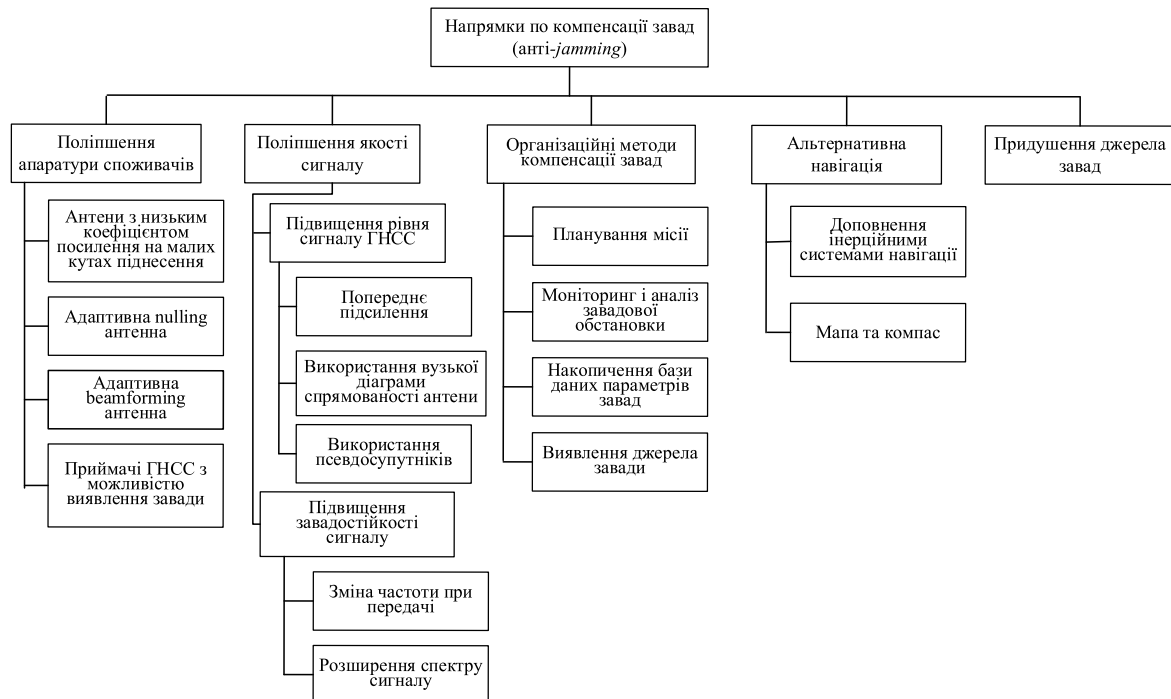 Напрямки по компенсації завад
(анті-jamming)
Поліпшення
апаратури споживачів
Поліпшення якості
сигналу
Організаційні методи
компенсації завад
Альтернативна
навігація
Придушення джерела
завад
Антени з низьким
коефіцієнтом
посилення на малих
кутах піднесення
Адаптивна nulling
антенна
Адаптивна
beamforming
антенна
Приймачі ГНСС з
можливістю
виявлення завади
Підвищення рівня
сигналу ГНСС
Попереднє
підсилення
Використання вузької
діаграми
спрямованості антени
Використання
псевдосупутніків
Підвищення
завадостійкості
сигналу
Зміна частоти при
передачі
Розширення спектру
сигналу
Планування місії
Моніторинг і аналіз
завадової
обстановки
Накопичення бази
даних параметрів
завад
Виявлення джерела
завади
Доповнення
інерційними
системами навігації
Мапа та компас